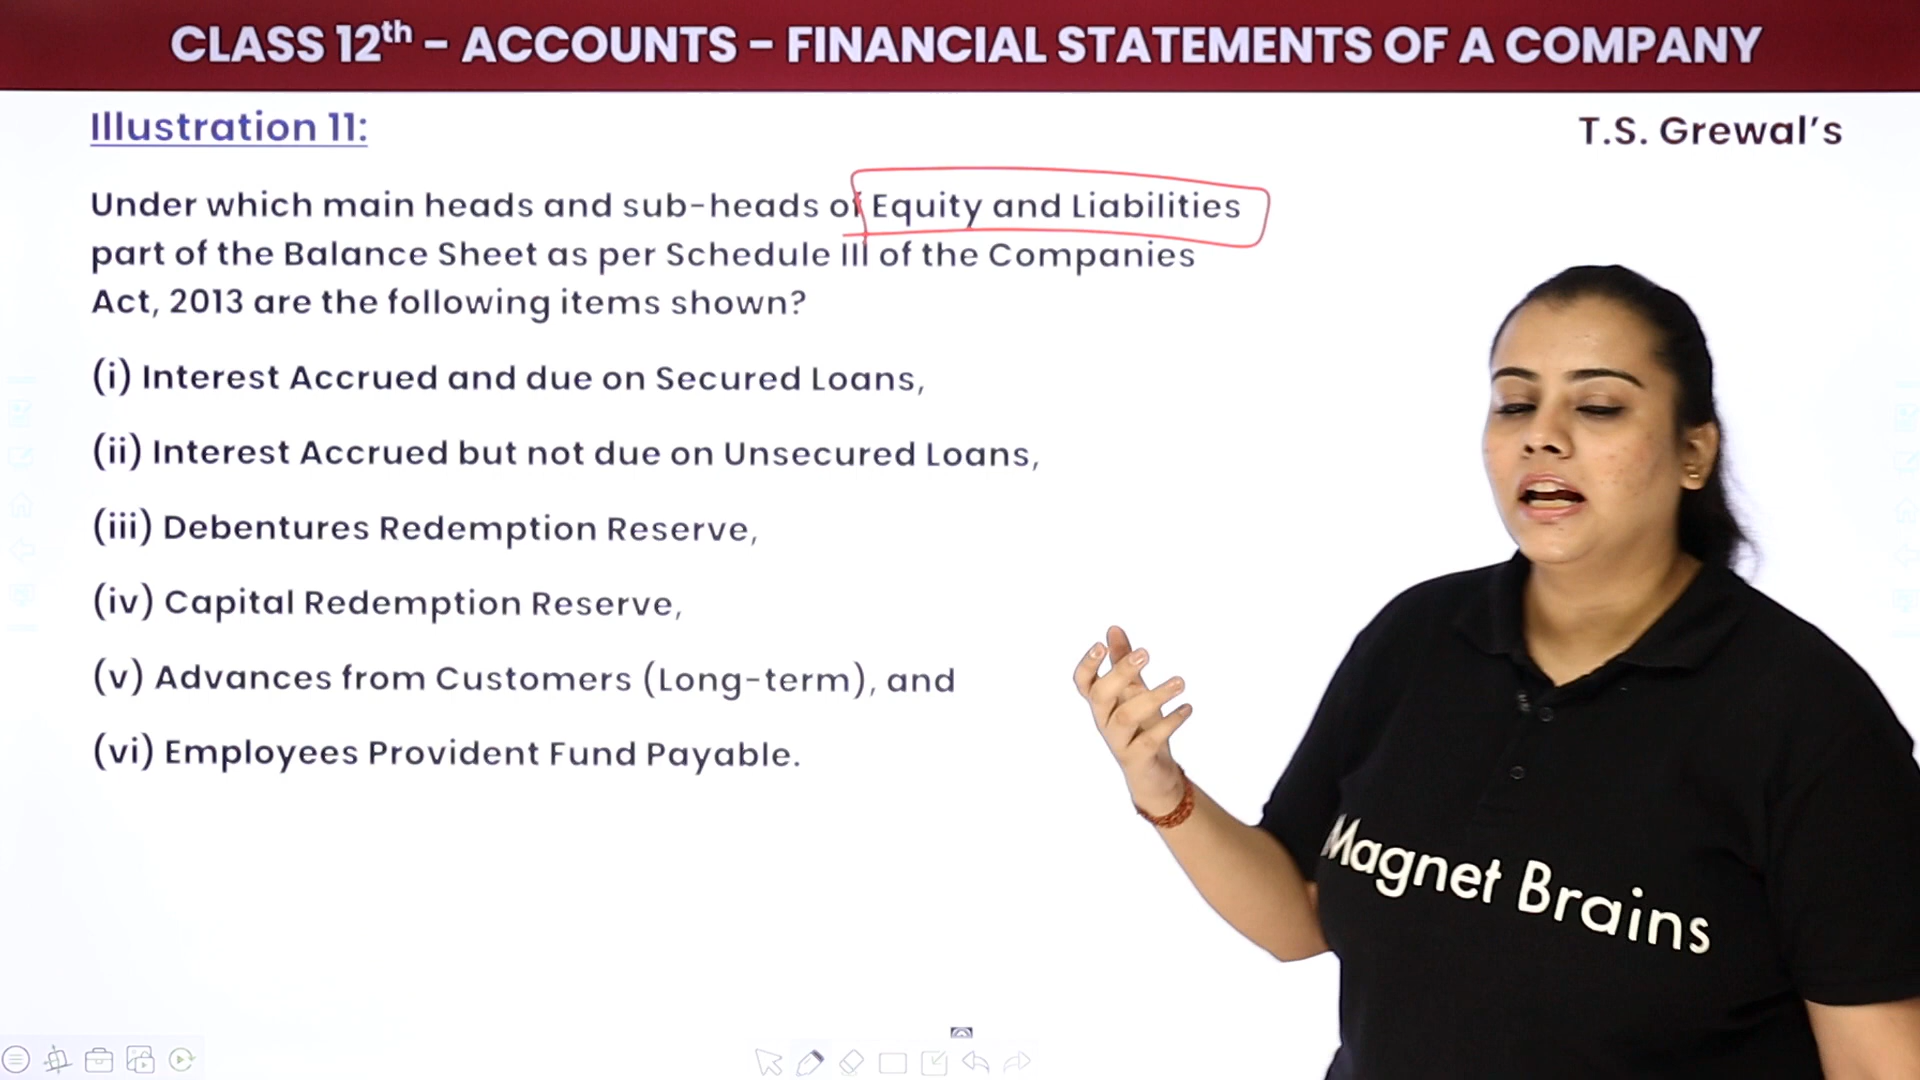 CLASS 12th – ACCOUNTS – FINANCIAL STATEMENTS OF A COMPANY
Illustration 11:
T.S. Grewal’s
Under which main heads and sub-heads of Equity and Liabilities
part of the Balance Sheet as per Schedule III of the Companies
Act, 2013 are the following items shown?
(i) Interest Accrued and due on Secured Loans,
(ii) Interest Accrued but not due on Unsecured Loans,
(iii) Debentures Redemption Reserve,
(iv) Capital Redemption Reserve,
(v) Advances from Customers (Long-term), and
(vi) Employees Provident Fund Payable.
Magnet Brains